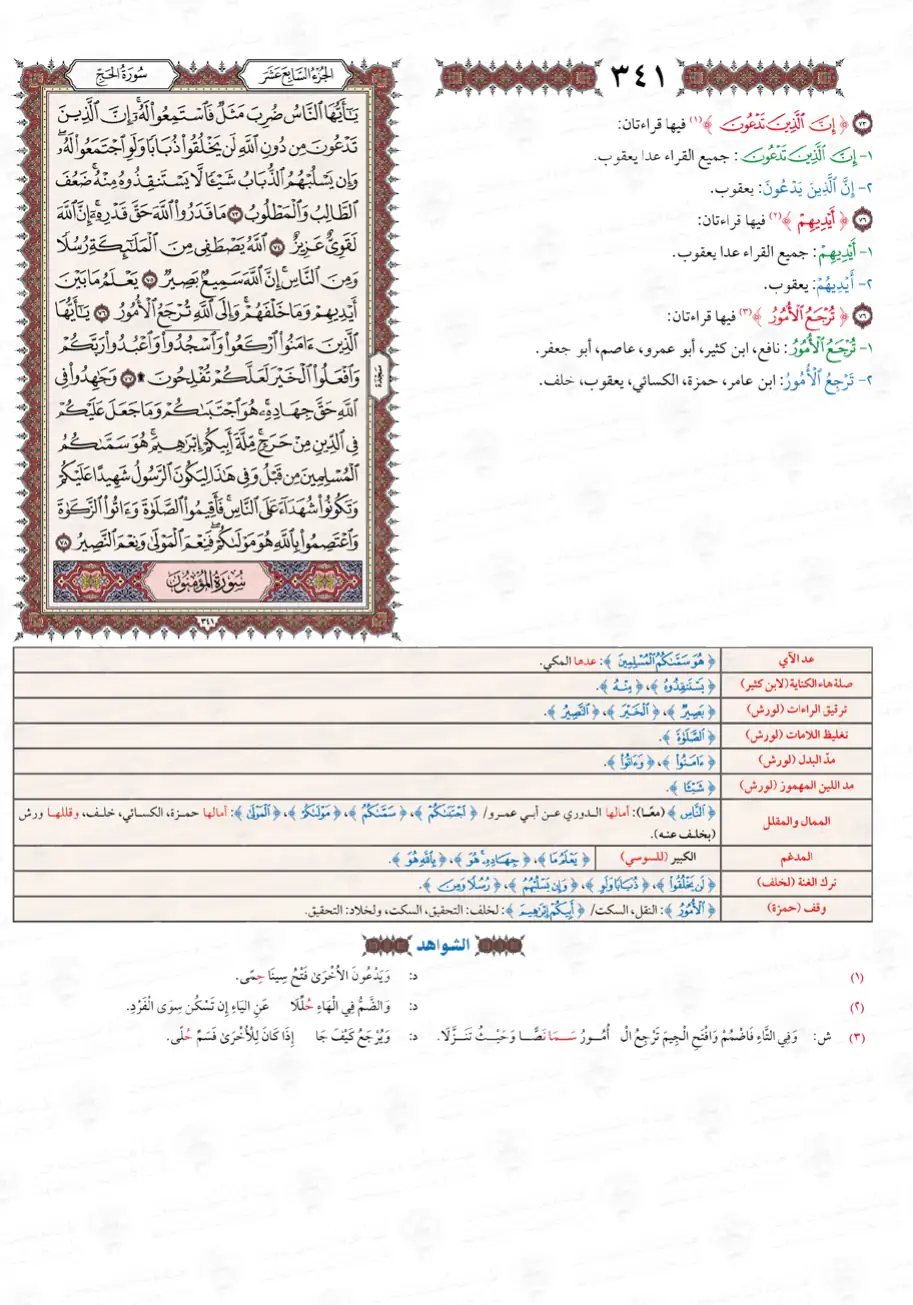 ٣٤١
٧٣ ﴿ إِنَّ ٱلَّذِينَ تَدْعُونَ ﴾(١) فيها قراءتان:
١- إِنَّ ٱلَّذِينَ تَدْعُونَ: جميع القراء عدا يعقوب.
٢- إِنَّ ٱلَّذِينَ يَدْعُونَ: يعقوب.
٧٦ ﴿ أَيْدِيهِمْ ﴾(٢) فيها قراءتان:
١- أَيْدِيهِمْ: جميع القراء عدا يعقوب.
٢- أَيْدِيهُمْ: يعقوب.
٧٦ ﴿ تُرْجَعُ ٱلْأُمُورُ ﴾(٣) فيها قراءتان:
١- تُرْجَعُ ٱلْأُمُورُ: نافع، ابن كثير، أبو عمرو، عاصم، أبو جعفر.
٢- تَرْجِعُ ٱلْأُمُورُ: ابن عامر، حمزة، الكسائي، يعقوب، خلف.
الجُزْءُ السَّابِعَ عَشَرَ سُورَةُ الحَجِّ
يَٰٓأَيُّهَا ٱلنَّاسُ ضُرِبَ مَثَلٌ فَٱسْتَمِعُوا۟ لَهُۥٓ ۚ إِنَّ ٱلَّذِينَ
تَدْعُونَ مِن دُونِ ٱللَّهِ لَن يَخْلُقُوا۟ ذُبَابًا وَلَوِ ٱجْتَمَعُوا۟ لَهُۥ ۖ
وَإِن يَسْلُبْهُمُ ٱلذُّبَابُ شَيْـًٔا لَّا يَسْتَنقِذُوهُ مِنْهُ ۚ ضَعُفَ
ٱلطَّالِبُ وَٱلْمَطْلُوبُ ٧٣ مَا قَدَرُوا۟ ٱللَّهَ حَقَّ قَدْرِهِۦٓ ۗ إِنَّ ٱللَّهَ
لَقَوِىٌّ عَزِيزٌ ٧٤ ٱللَّهُ يَصْطَفِى مِنَ ٱلْمَلَٰٓئِكَةِ رُسُلًا
وَمِنَ ٱلنَّاسِ ۚ إِنَّ ٱللَّهَ سَمِيعٌۢ بَصِيرٌ ٧٥ يَعْلَمُ مَا بَيْنَ
أَيْدِيهِمْ وَمَا خَلْفَهُمْ ۗ وَإِلَى ٱللَّهِ تُرْجَعُ ٱلْأُمُورُ ٧٦ يَٰٓأَيُّهَا
ٱلَّذِينَ ءَامَنُوا۟ ٱرْكَعُوا۟ وَٱسْجُدُوا۟ وَٱعْبُدُوا۟ رَبَّكُمْ
وَٱفْعَلُوا۟ ٱلْخَيْرَ لَعَلَّكُمْ تُفْلِحُونَ ۩ ٧٧ وَجَٰهِدُوا۟ فِى
ٱللَّهِ حَقَّ جِهَادِهِۦ ۚ هُوَ ٱجْتَبَىٰكُمْ وَمَا جَعَلَ عَلَيْكُمْ
فِى ٱلدِّينِ مِنْ حَرَجٍ ۚ مِّلَّةَ أَبِيكُمْ إِبْرَٰهِيمَ ۚ هُوَ سَمَّىٰكُمُ
ٱلْمُسْلِمِينَ مِن قَبْلُ وَفِى هَٰذَا لِيَكُونَ ٱلرَّسُولُ شَهِيدًا عَلَيْكُمْ
وَتَكُونُوا۟ شُهَدَآءَ عَلَى ٱلنَّاسِ ۚ فَأَقِيمُوا۟ ٱلصَّلَوٰةَ وَءَاتُوا۟ ٱلزَّكَوٰةَ
وَٱعْتَصِمُوا۟ بِٱللَّهِ هُوَ مَوْلَىٰكُمْ ۖ فَنِعْمَ ٱلْمَوْلَىٰ وَنِعْمَ ٱلنَّصِيرُ ٧٨
سجدة
سُورَةُ المُؤْمِنُونَ
٣٤١
عد الآي ﴿ هُوَ سَمَّىٰكُمُ ٱلْمُسْلِمِينَ ﴾: عدها المكي.
صلة هاء الكناية (لابن كثير) ﴿ يَسْتَنقِذُوهُ ﴾، ﴿ مِنْهُ ﴾.
ترقيق الراءات (لورش) ﴿ بَصِيرٌ ﴾، ﴿ ٱلْخَيْرَ ﴾، ﴿ ٱلنَّصِيرُ ﴾.
تغليظ اللامات (لورش) ﴿ ٱلصَّلَوٰةَ ﴾.
مدّ البدل (لورش) ﴿ ءَامَنُوا۟ ﴾، ﴿ وَءَاتُوا۟ ﴾.
مد اللين المهموز (لورش) ﴿ شَيْـًٔا ﴾.
الممال والمقلل ﴿ ٱلنَّاسِ ﴾ (معًا): أمالها الدوري عن أبي عمرو/ ﴿ ٱجْتَبَىٰكُمْ ﴾، ﴿ سَمَّىٰكُمُ ﴾، ﴿ مَوْلَىٰكُمْ ﴾، ﴿ ٱلْمَوْلَىٰ ﴾: أمالها حمزة، الكسائي، خلف، وقللها ورش
(بخلف عنه).
المدغم الكبير (للسوسي) ﴿ يَعْلَمُ مَا ﴾، ﴿ جِهَادِهِۦ ۚ هُوَ ﴾، ﴿ بِٱللَّهِ هُوَ ﴾.
ترك الغنة (لخلف) ﴿ لَن يَخْلُقُوا۟ ﴾، ﴿ ذُبَابًا وَلَوِ ﴾، ﴿ وَإِن يَسْلُبْهُمُ ﴾، ﴿ رُسُلًا وَمِنَ ﴾.
وقف (حمزة) ﴿ ٱلْأُمُورُ ﴾: النقل، السكت/ ﴿ أَبِيكُمْ إِبْرَٰهِيمَ ﴾: لخلف: التحقيق، السكت، ولخلاد: التحقيق.
الشواهد
(١) د: وَيَدْعُونَ الأُخْرَىٰ فَتْحُ سِينَا حِمًى.
(٢) د: وَالضَّمُّ فِي الْهَاءِ حُلِّلَا عَنِ اليَاءِ إِن تَسْكُن سِوَى الْفَرْدِ.
(٣) ش: وَفِي التَّاءِ فَاضْمُمْ وَافْتَحِ الْجِيمَ تَرْجِعُ الْ أُمُورُ سَمَا نَصًّا وَحَيْثُ تَنَزَّلَا. د: وَيُرْجَعُ كَيْفَ جَا إِذَا كَانَ لِلْأُخْرَىٰ فَسَمِّ حُلًى.